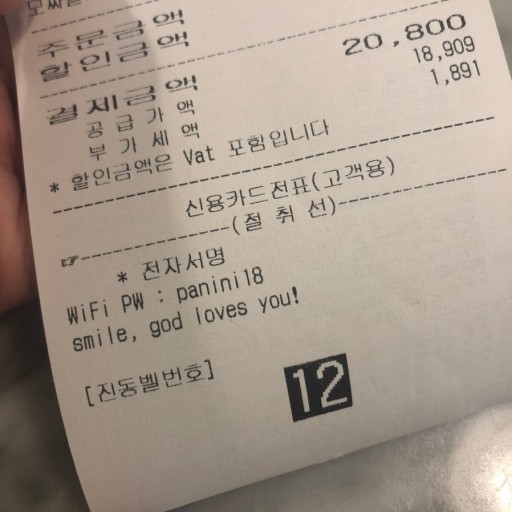 주문금액
할인금액
결제금액 20,800
공급가액 18,909
부가세액 1,891
* 할인금액은 Vat 포함입니다
신용카드전표(고객용)
(절 취 선)
* 전자서명
WiFi PW : panini18
smile, god loves you!
[진동벨번호] 12